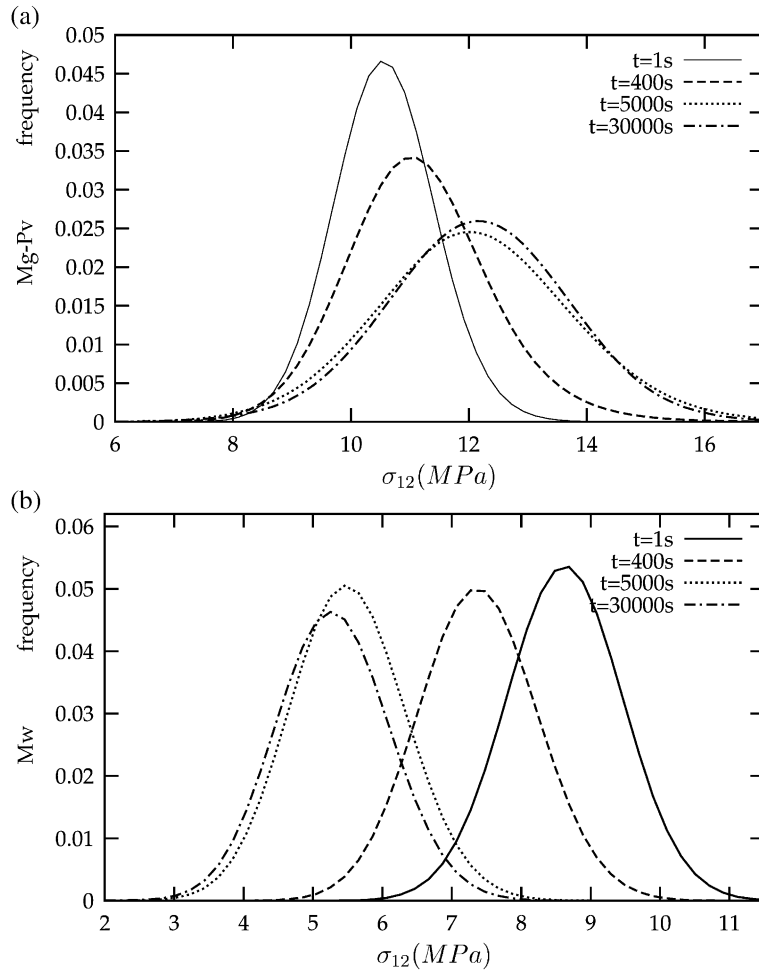 (a)
0.05
0.045
0.04
0.035
0.03
0.025
0.02
0.015
0.01
0.005
0
Mg-Pv frequency
t=1s
t=400s
t=5000s
t=30000s
6 8 10 12 14 16
σ12(MPa)
(b)
0.06
0.05
0.04
0.03
0.02
0.01
0
Mw frequency
t=1s
t=400s
t=5000s
t=30000s
2 3 4 5 6 7 8 9 10 11
σ12(MPa)